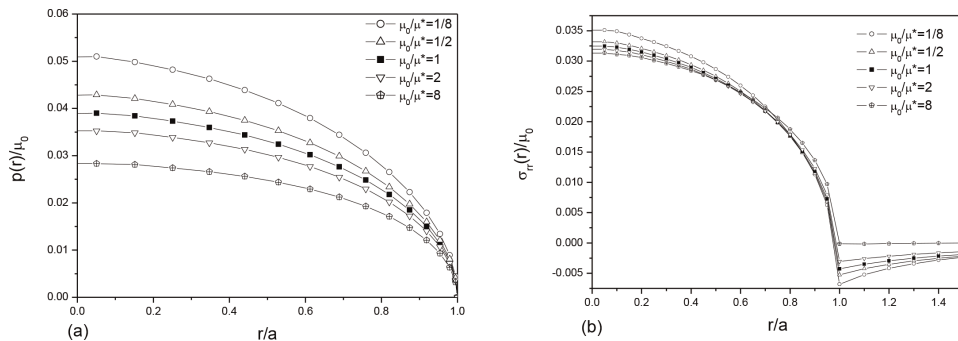 0.06
0.05
0.04
0.03
0.02
0.01
0.00
p(r)/μ₀
μ₀/μ*=1/8
μ₀/μ*=1/2
μ₀/μ*=1
μ₀/μ*=2
μ₀/μ*=8
0.0 0.2 0.4 0.6 0.8 1.0
r/a
(a)
0.035
0.030
0.025
0.020
0.015
0.010
0.005
0.000
-0.005
σrr(r)/μ₀
μ₀/μ*=1/8
μ₀/μ*=1/2
μ₀/μ*=1
μ₀/μ*=2
μ₀/μ*=8
0.0 0.2 0.4 0.6 0.8 1.0 1.2 1.4
r/a
(b)